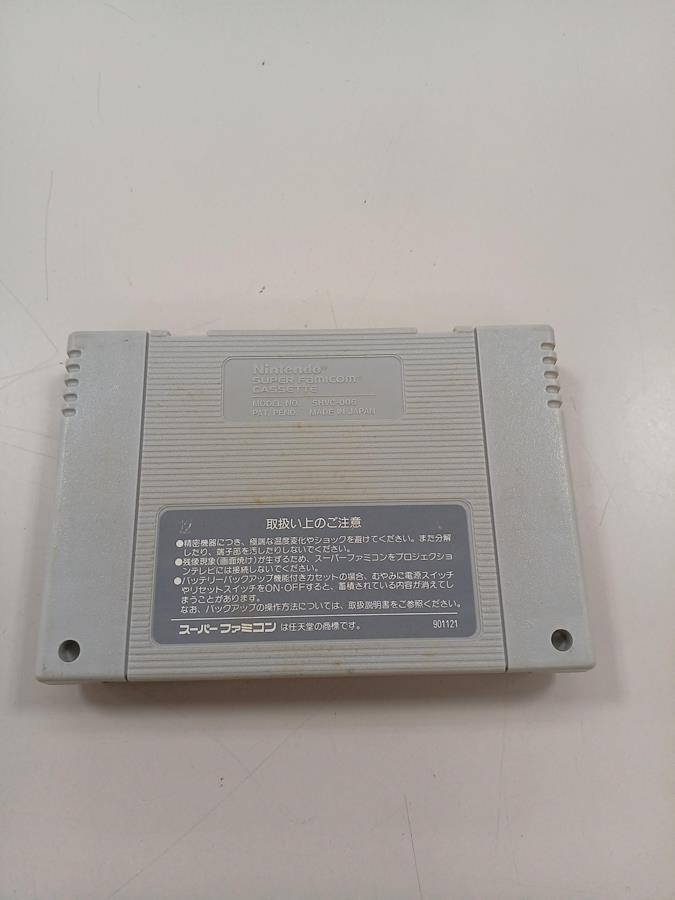 Nintendo®
SUPER FAMICOM™
CASSETTE
MODEL NO. SHVC-006
PAT. PEND. MADE IN JAPAN
取扱い上のご注意
●精密機器につき、極端な温度変化やショックを避けてください。また分解
したり、端子部を汚したりしないでください。
●残像現象(画面焼け)が生ずるため、スーパーファミコンをプロジェクショ
ンテレビには接続しないでください。
●バッテリーバックアップ機能付きカセットの場合、むやみに電源スイッチ
やリセットスイッチをON·OFFすると、蓄積されている内容が消えてし
まうことがあります。
なお、バックアップの操作方法については、取扱説明書をご参照ください。
スーパーファミコン は任天堂の商標です。 901121